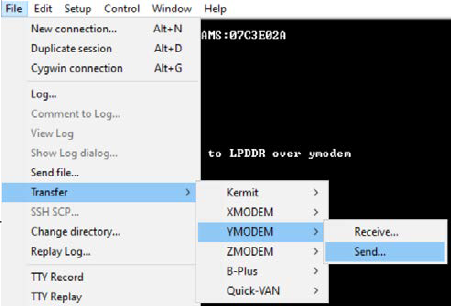 File Edit Setup Control Window Help
New connection... Alt+N
AMS:07C3E02A
Duplicate session Alt+D
Cygwin connection Alt+G
Log...
Comment to Log...
View Log
Show Log dialog...
to LPDDR over ymodem
Send file...
Transfer >
Kermit >
SSH SCP...
XMODEM >
Change directory...
YMODEM >
Receive...
Replay Log...
ZMODEM >
Send...
TTY Record
B-Plus >
TTY Replay
Quick-VAN >